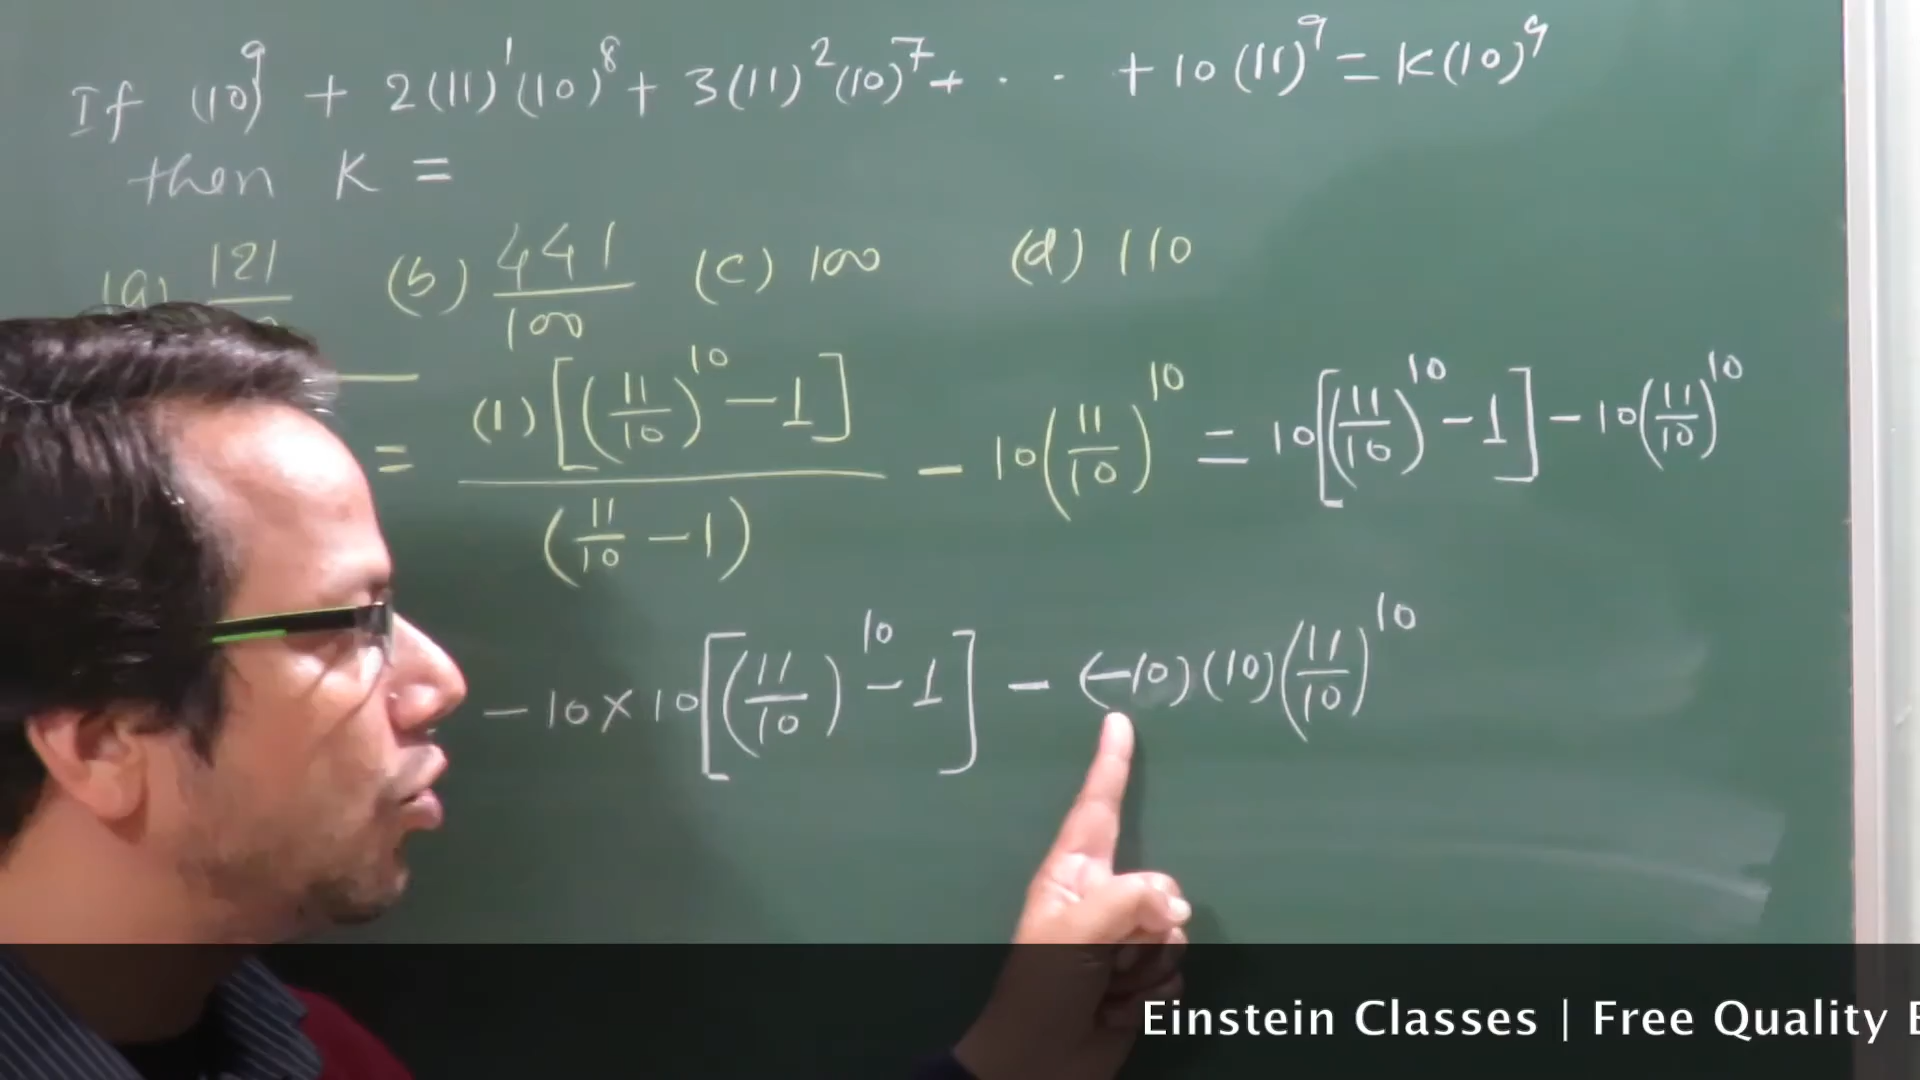 If (10)^9 + 2(11)^1(10)^8 + 3(11)^2(10)^7 + · · + 10(11)^9 = K(10)^9
then K =
(a) 121/ (b) 441/100 (c) 100 (d) 110
= (1)[(11/10)^10 - 1]/(11/10 - 1) - 10(11/10)^10 = 10[(11/10)^10 - 1] - 10(11/10)^10
- 10 × 10[(11/10)^10 - 1] - (-10)(10)(11/10)^10
Einstein Classes | Free Quality